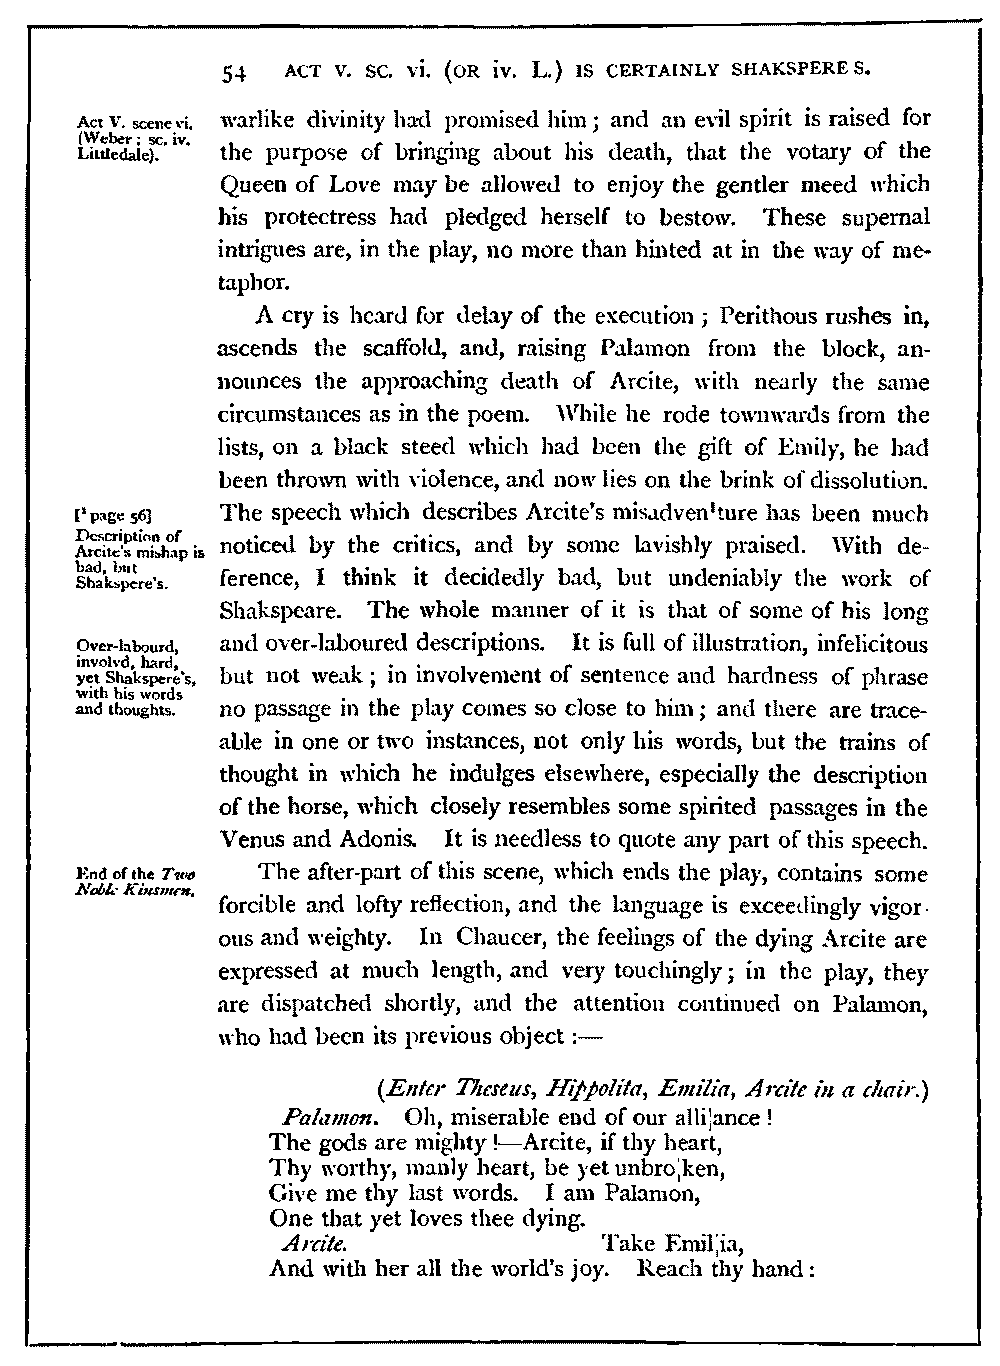 54 ACT V. SC. vi. (OR iv. L.) IS CERTAINLY SHAKSPERE S.
Act V. scene vi.
(Weber; sc. iv.
Littledale).
warlike divinity had promised him; and an evil spirit is raised for
the purpose of bringing about his death, that the votary of the
Queen of Love may be allowed to enjoy the gentler meed which
his protectress had pledged herself to bestow. These supernal
intrigues are, in the play, no more than hinted at in the way of me-
taphor.
A cry is heard for delay of the execution; Perithous rushes in,
ascends the scaffold, and, raising Palamon from the block, an-
nounces the approaching death of Arcite, with nearly the same
circumstances as in the poem. While he rode townwards from the
lists, on a black steed which had been the gift of Emily, he had
been thrown with violence, and now lies on the brink of dissolution.
[¹ page 56]
Description of
Arcite's mishap is
bad, but
Shakspere's.
The speech which describes Arcite's misadven¹ture has been much
noticed by the critics, and by some lavishly praised. With de-
ference, I think it decidedly bad, but undeniably the work of
Shakspeare. The whole manner of it is that of some of his long
Over-labourd,
involvd, hard,
yet Shakspere's,
with his words
and thoughts.
and over-laboured descriptions. It is full of illustration, infelicitous
but not weak; in involvement of sentence and hardness of phrase
no passage in the play comes so close to him; and there are trace-
able in one or two instances, not only his words, but the trains of
thought in which he indulges elsewhere, especially the description
of the horse, which closely resembles some spirited passages in the
Venus and Adonis. It is needless to quote any part of this speech.
End of the Two
Noble Kinsmen.
The after-part of this scene, which ends the play, contains some
forcible and lofty reflection, and the language is exceedingly vigor-
ous and weighty. In Chaucer, the feelings of the dying Arcite are
expressed at much length, and very touchingly; in the play, they
are dispatched shortly, and the attention continued on Palamon,
who had been its previous object:—
(Enter Theseus, Hippolita, Emilia, Arcite in a chair.)
Palamon. Oh, miserable end of our alli¦ance!
The gods are mighty!—Arcite, if thy heart,
Thy worthy, manly heart, be yet unbro¦ken,
Give me thy last words. I am Palamon,
One that yet loves thee dying.
Arcite. Take Emil¦ia,
And with her all the world's joy. Reach thy hand: